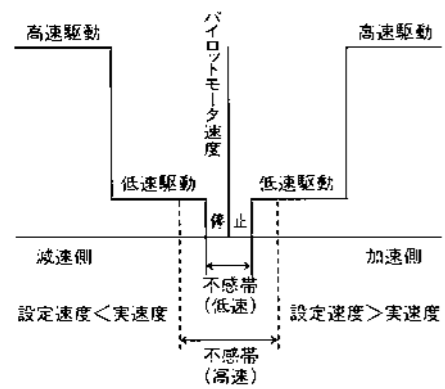 高速駆動
パイロットモータ速度
高速駆動
低速駆動
低速駆動
停止
減速側
加速側
不感帯
(低速)
設定速度<実速度
設定速度>実速度
不感帯
(高速)